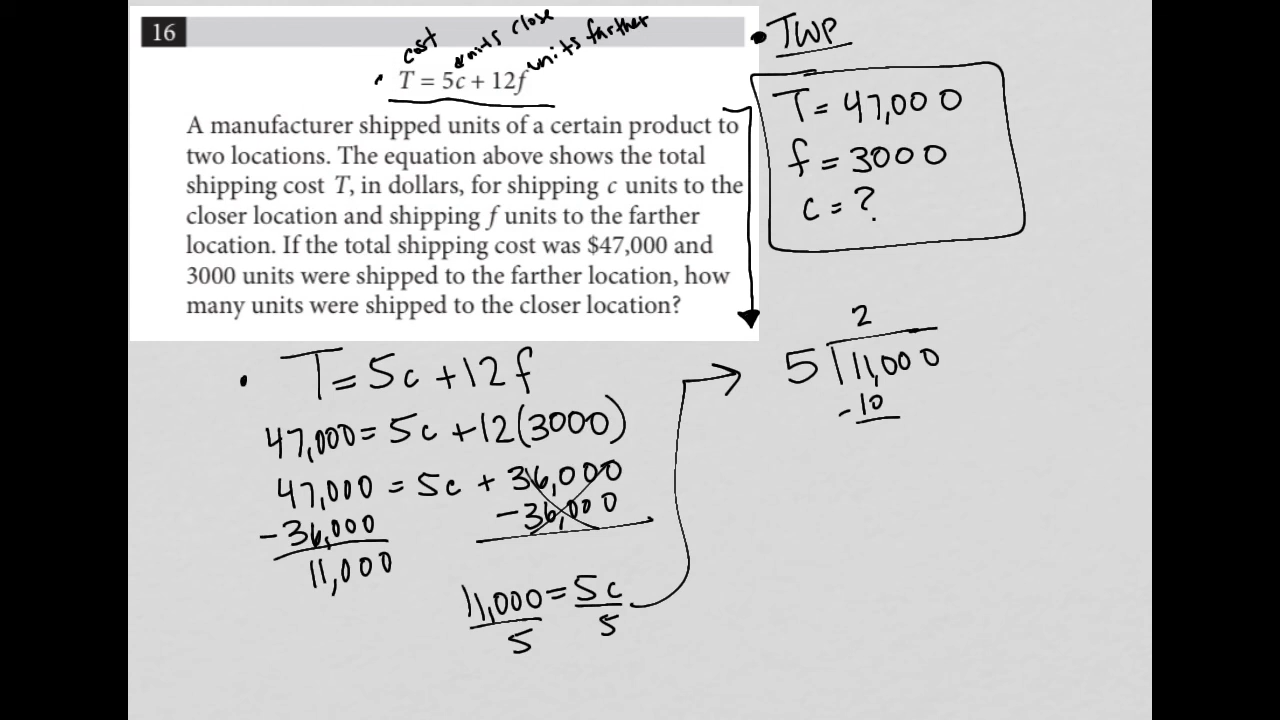 16
cost
units close
units farther
• T = 5c + 12f
A manufacturer shipped units of a certain product to
two locations. The equation above shows the total
shipping cost T, in dollars, for shipping c units to the
closer location and shipping f units to the farther
location. If the total shipping cost was $47,000 and
3000 units were shipped to the farther location, how
many units were shipped to the closer location?
• TWP
T = 47,000
f = 3000
c = ?
• T = 5c + 12f
47,000 = 5c + 12(3000)
47,000 = 5c + 36,000
-36,000 -36,000
11,000
11,000 = 5c
5 5
2
5 11,000
-10